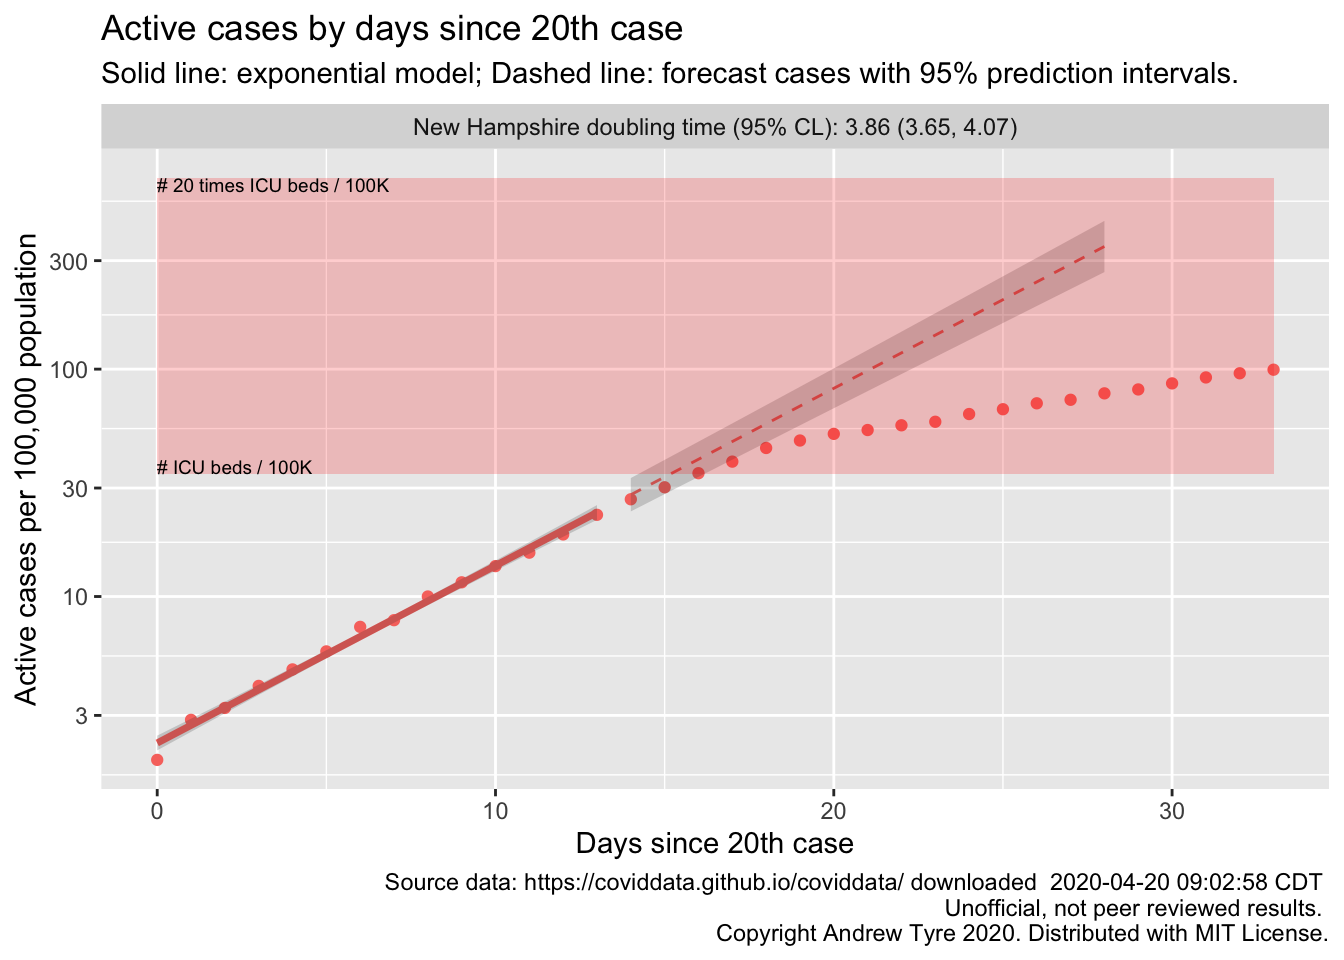 Active cases by days since 20th case
Solid line: exponential model; Dashed line: forecast cases with 95% prediction intervals.
New Hampshire doubling time (95% CL): 3.86 (3.65, 4.07)
# 20 times ICU beds / 100K
# ICU beds / 100K
Active cases per 100,000 population
300
100
30
10
3
0 10 20 30
Days since 20th case
Source data: https://coviddata.github.io/coviddata/ downloaded  2020-04-20 09:02:58 CDT
Unofficial, not peer reviewed results.
Copyright Andrew Tyre 2020. Distributed with MIT License.